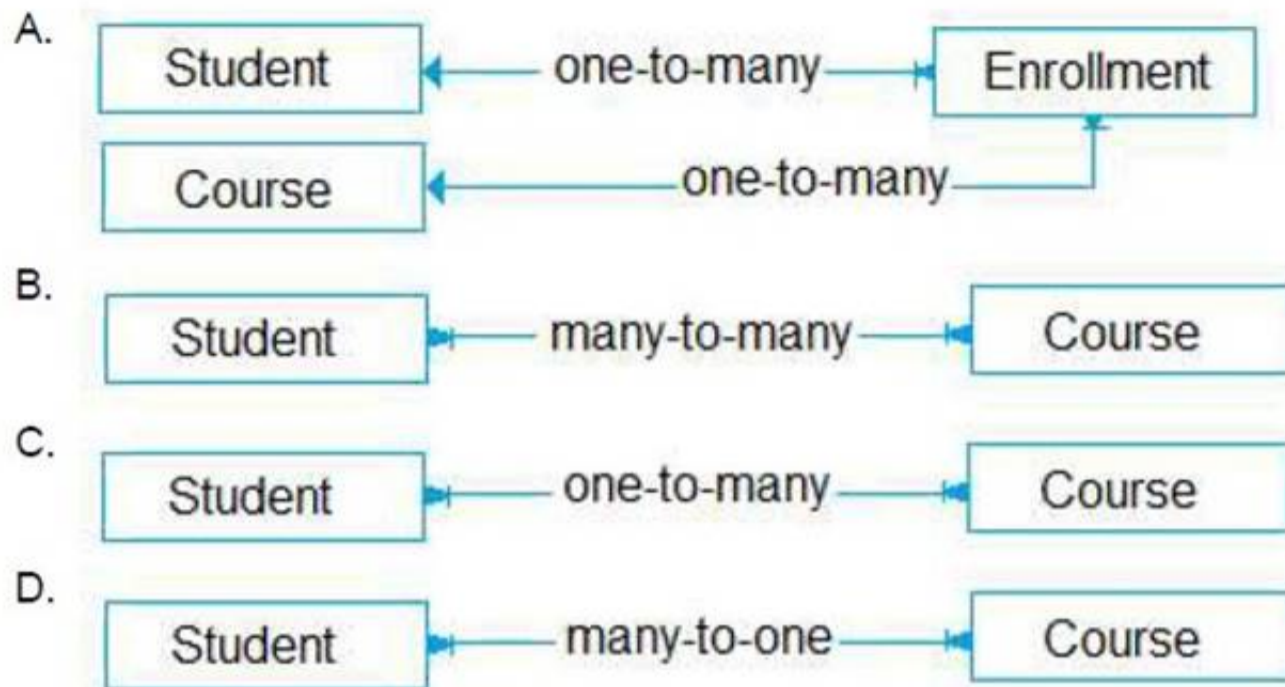 A.
Student one-to-many Enrollment
Course one-to-many
B.
Student many-to-many Course
C.
Student one-to-many Course
D.
Student many-to-one Course